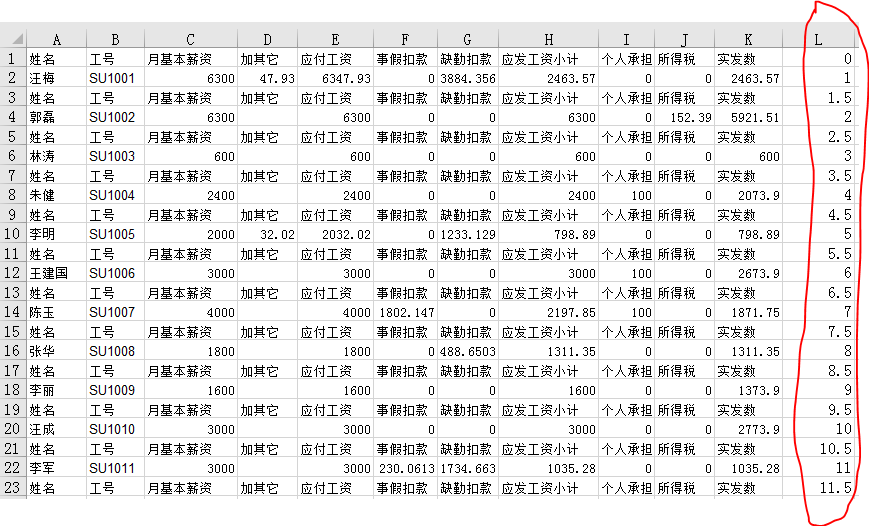 A B C D E F G H I J K L
1 姓名 工号 月基本薪资 加其它 应付工资 事假扣款 缺勤扣款 应发工资小计 个人承担 所得税 实发数 0
2 汪梅 SU1001 6300 47.93 6347.93 0 3884.356 2463.57 0 0 2463.57 1
3 姓名 工号 月基本薪资 加其它 应付工资 事假扣款 缺勤扣款 应发工资小计 个人承担 所得税 实发数 1.5
4 郭磊 SU1002 6300 6300 0 0 6300 0 152.39 5921.51 2
5 姓名 工号 月基本薪资 加其它 应付工资 事假扣款 缺勤扣款 应发工资小计 个人承担 所得税 实发数 2.5
6 林涛 SU1003 600 600 0 0 600 0 0 600 3
7 姓名 工号 月基本薪资 加其它 应付工资 事假扣款 缺勤扣款 应发工资小计 个人承担 所得税 实发数 3.5
8 朱健 SU1004 2400 2400 0 0 2400 100 0 2073.9 4
9 姓名 工号 月基本薪资 加其它 应付工资 事假扣款 缺勤扣款 应发工资小计 个人承担 所得税 实发数 4.5
10 李明 SU1005 2000 32.02 2032.02 0 1233.129 798.89 0 0 798.89 5
11 姓名 工号 月基本薪资 加其它 应付工资 事假扣款 缺勤扣款 应发工资小计 个人承担 所得税 实发数 5.5
12 王建国 SU1006 3000 3000 0 0 3000 100 0 2673.9 6
13 姓名 工号 月基本薪资 加其它 应付工资 事假扣款 缺勤扣款 应发工资小计 个人承担 所得税 实发数 6.5
14 陈玉 SU1007 4000 4000 1802.147 0 2197.85 100 0 1871.75 7
15 姓名 工号 月基本薪资 加其它 应付工资 事假扣款 缺勤扣款 应发工资小计 个人承担 所得税 实发数 7.5
16 张华 SU1008 1800 1800 0 488.6503 1311.35 0 0 1311.35 8
17 姓名 工号 月基本薪资 加其它 应付工资 事假扣款 缺勤扣款 应发工资小计 个人承担 所得税 实发数 8.5
18 李丽 SU1009 1600 1600 0 0 1600 0 0 1373.9 9
19 姓名 工号 月基本薪资 加其它 应付工资 事假扣款 缺勤扣款 应发工资小计 个人承担 所得税 实发数 9.5
20 汪成 SU1010 3000 3000 0 0 3000 0 0 2773.9 10
21 姓名 工号 月基本薪资 加其它 应付工资 事假扣款 缺勤扣款 应发工资小计 个人承担 所得税 实发数 10.5
22 李军 SU1011 3000 3000 230.0613 1734.663 1035.28 0 0 1035.28 11
23 姓名 工号 月基本薪资 加其它 应付工资 事假扣款 缺勤扣款 应发工资小计 个人承担 所得税 实发数 11.5